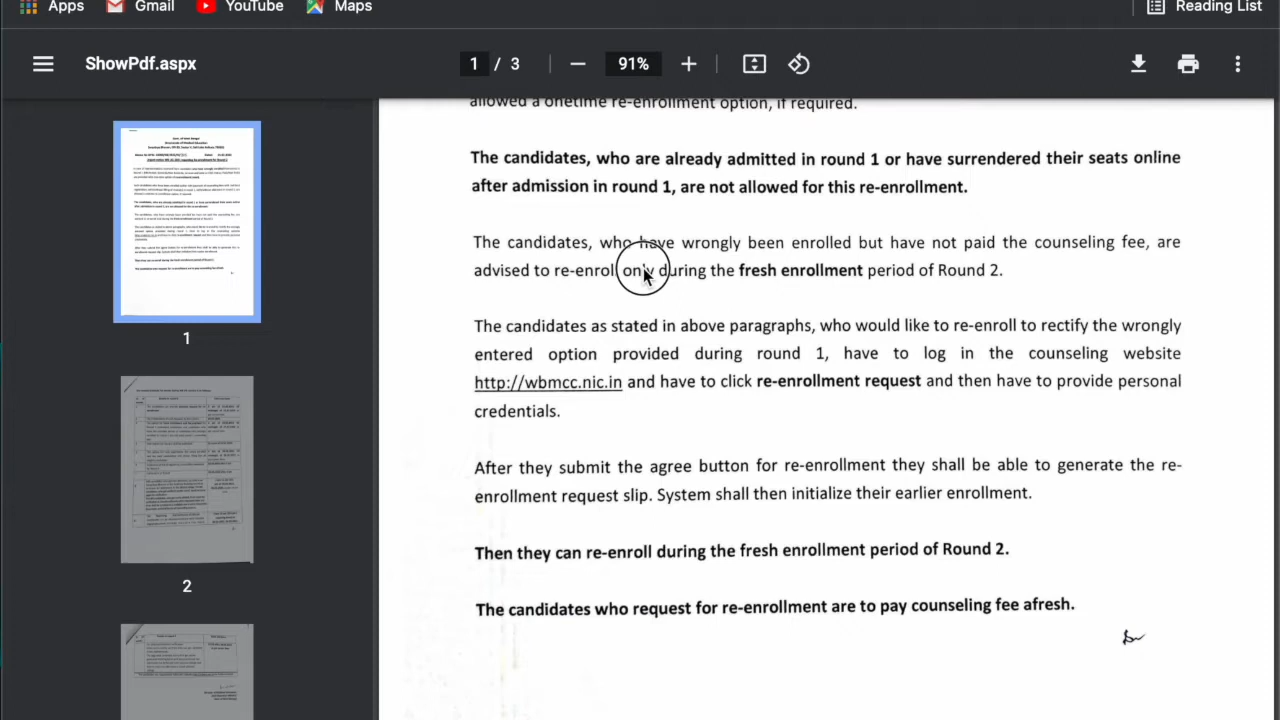 Apps Gmail YouTube Maps Reading List
ShowPdf.aspx 1 / 3 91%
allowed a onetime re-enrollment option, if required.
The candidates, who are already admitted in round 1 or have surrendered their seats online
after admission in round 1, are not allowed for the re-enrollment.
The candidates, who have wrongly been enrolled but have not paid the counseling fee, are
advised to re-enroll only during the fresh enrollment period of Round 2.
The candidates as stated in above paragraphs, who would like to re-enroll to rectify the wrongly
entered option provided during round 1, have to log in the counseling website
http://wbmcc.nic.in and have to click re-enrollment request and then have to provide personal
credentials.
After they submit the agree button for re-enrollment they shall be able to generate the re-
enrollment request slip. System shall then initialize their earlier enrollment.
Then they can re-enroll during the fresh enrollment period of Round 2.
The candidates who request for re-enrollment are to pay counseling fee afresh.
1
2